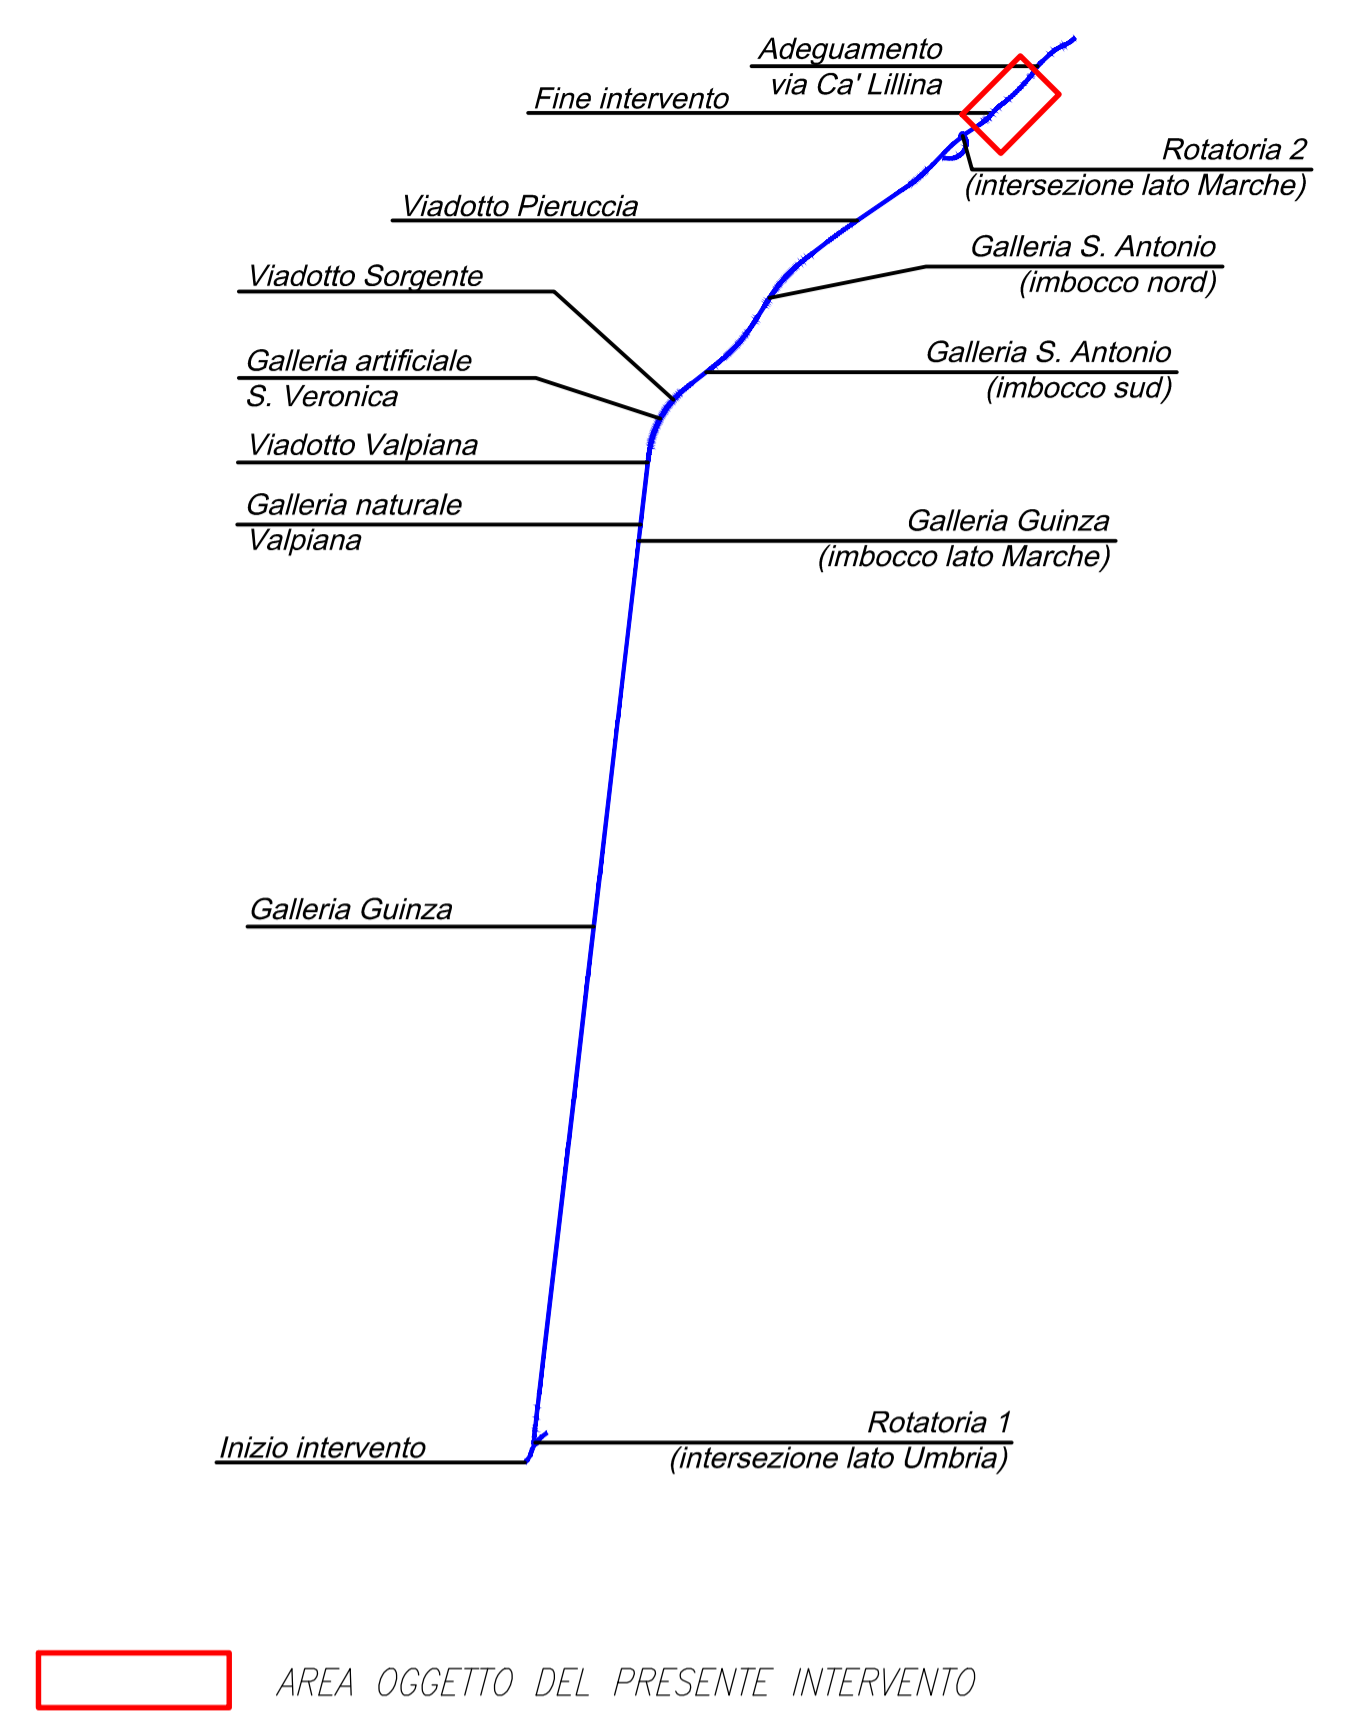 Adeguamento
via Ca' Lillina
Fine intervento
Rotatoria 2
(intersezione lato Marche)
Viadotto Pieruccia
Galleria S. Antonio
(imbocco nord)
Viadotto Sorgente
Galleria artificiale
S. Veronica
Galleria S. Antonio
(imbocco sud)
Viadotto Valpiana
Galleria naturale
Valpiana
Galleria Guinza
(imbocco lato Marche)
Galleria Guinza
Rotatoria 1
(intersezione lato Umbria)
Inizio intervento
AREA OGGETTO DEL PRESENTE INTERVENTO